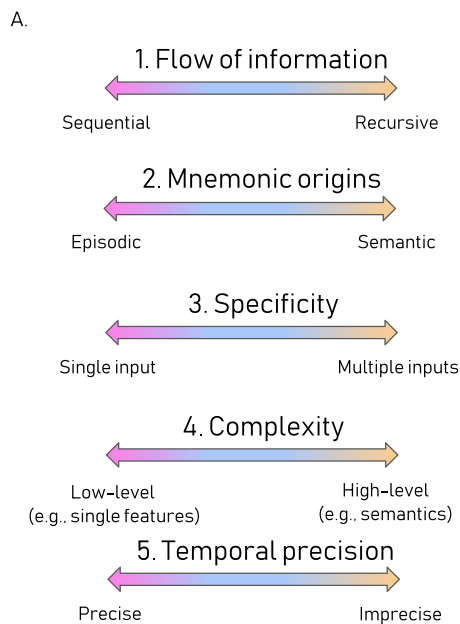 A.
1. Flow of information
Sequential Recursive
2. Mnemonic origins
Episodic Semantic
3. Specificity
Single input Multiple inputs
4. Complexity
Low-level High-level
(e.g., single features) (e.g., semantics)
5. Temporal precision
Precise Imprecise